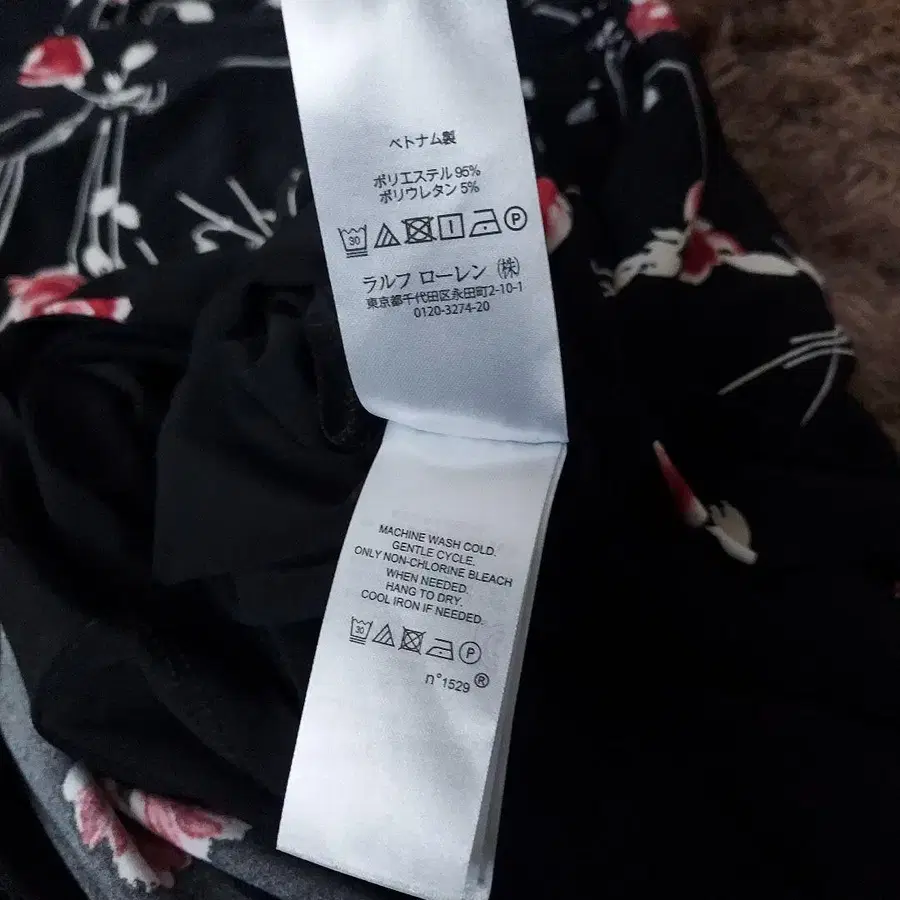 ベトナム製
ポリエステル 95%
ポリウレタン 5%
30 P
ラルフ ローレン (株)
東京都千代田区永田町2-10-1
0120-3274-20
MACHINE WASH COLD.
GENTLE CYCLE.
ONLY NON-CHLORINE BLEACH
WHEN NEEDED.
HANG TO DRY.
COOL IRON IF NEEDED.
30 P
n°1529 ®